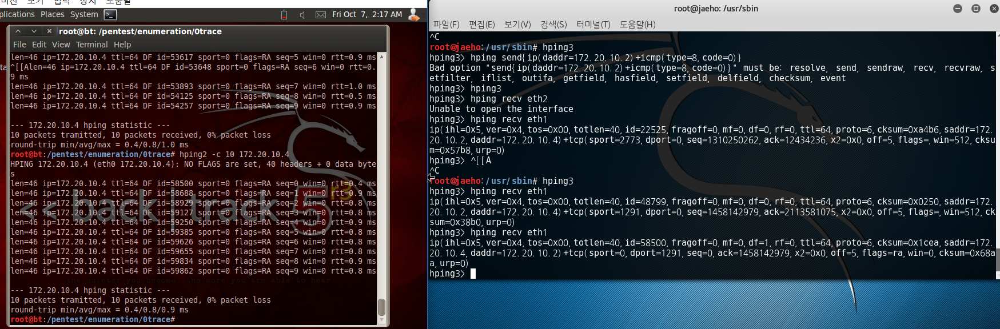 보기 입력 장치 도움말
plications Places System
Fri Oct 7, 2:17 AM
root@bt: /pentest/enumeration/0trace
File Edit View Terminal Help
len=46 ip=172.20.10.4 ttl=64 DF id=53617 sport=0 flags=RA seq=5 win=0 rtt=0.9 ms
^[[Alen=46 ip=172.20.10.4 ttl=64 DF id=53648 sport=0 flags=RA seq=6 win=0 rtt=0.
9 ms
len=46 ip=172.20.10.4 ttl=64 DF id=53893 sport=0 flags=RA seq=7 win=0 rtt=1.0 ms
len=46 ip=172.20.10.4 ttl=64 DF id=54125 sport=0 flags=RA seq=8 win=0 rtt=0.5 ms
len=46 ip=172.20.10.4 ttl=64 DF id=54257 sport=0 flags=RA seq=9 win=0 rtt=0.9 ms
--- 172.20.10.4 hping statistic ---
10 packets tramitted, 10 packets received, 0% packet loss
round-trip min/avg/max = 0.4/0.8/1.0 ms
root@bt:/pentest/enumeration/0trace# hping2 -c 10 172.20.10.4
HPING 172.20.10.4 (eth0 172.20.10.4): NO FLAGS are set, 40 headers + 0 data byte
s
len=46 ip=172.20.10.4 ttl=64 DF id=58500 sport=0 flags=RA seq=0 win=0 rtt=0.4 ms
len=46 ip=172.20.10.4 ttl=64 DF id=58688 sport=0 flags=RA seq=1 win=0 rtt=0.9 ms
len=46 ip=172.20.10.4 ttl=64 DF id=58929 sport=0 flags=RA seq=2 win=0 rtt=0.8 ms
len=46 ip=172.20.10.4 ttl=64 DF id=59127 sport=0 flags=RA seq=3 win=0 rtt=0.8 ms
len=46 ip=172.20.10.4 ttl=64 DF id=59250 sport=0 flags=RA seq=4 win=0 rtt=0.9 ms
len=46 ip=172.20.10.4 ttl=64 DF id=59385 sport=0 flags=RA seq=5 win=0 rtt=0.8 ms
len=46 ip=172.20.10.4 ttl=64 DF id=59626 sport=0 flags=RA seq=6 win=0 rtt=0.8 ms
len=46 ip=172.20.10.4 ttl=64 DF id=59655 sport=0 flags=RA seq=7 win=0 rtt=0.8 ms
len=46 ip=172.20.10.4 ttl=64 DF id=59834 sport=0 flags=RA seq=8 win=0 rtt=0.9 ms
len=46 ip=172.20.10.4 ttl=64 DF id=59862 sport=0 flags=RA seq=9 win=0 rtt=0.8 ms
<< back | track 5 r3
the quieter you become, the more you are able to hear
--- 172.20.10.4 hping statistic ---
10 packets tramitted, 10 packets received, 0% packet loss
round-trip min/avg/max = 0.4/0.8/0.9 ms
root@bt:/pentest/enumeration/0trace#
root@jaeho: /usr/sbin
파일(F) 편집(E) 보기(V) 검색(S) 터미널(T) 도움말(H)
^C
root@jaeho:/usr/sbin# hping3
hping3> hping send{ip(daddr=172.20.10.2)+icmp(type=8,code=0)}
Bad option "send{ip(daddr=172.20.10.2)+icmp(type=8,code=0)}" must be: resolve, send, sendraw, recv, recvraw, s
etfilter, iflist, outifa, getfield, hasfield, setfield, delfield, checksum, event
hping3> hping3
hping3> hping recv eth2
Unable to open the interface
hping3> hping recv eth1
ip(ihl=0x5,ver=0x4,tos=0x00,totlen=40,id=22525,fragoff=0,mf=0,df=0,rf=0,ttl=64,proto=6,cksum=0xa4b6,saddr=172.
20.10.2,daddr=172.20.10.4)+tcp(sport=2773,dport=0,seq=1310250262,ack=12434236,x2=0x0,off=5,flags=,win=512,cksu
m=0x57b8,urp=0)
hping3> ^[[A
^C
root@jaeho:/usr/sbin# hping3
hping3> hping recv eth1
ip(ihl=0x5,ver=0x4,tos=0x00,totlen=40,id=48799,fragoff=0,mf=0,df=0,rf=0,ttl=64,proto=6,cksum=0x0250,saddr=172.
20.10.2,daddr=172.20.10.4)+tcp(sport=1291,dport=0,seq=1458142979,ack=2113581075,x2=0x0,off=5,flags=,win=512,ck
sum=0x38b0,urp=0)
hping3> hping recv eth1
ip(ihl=0x5,ver=0x4,tos=0x00,totlen=40,id=58500,fragoff=0,mf=0,df=1,rf=0,ttl=64,proto=6,cksum=0x1cea,saddr=172.
20.10.4,daddr=172.20.10.2)+tcp(sport=0,dport=1291,seq=0,ack=1458142979,x2=0x0,off=5,flags=ra,win=0,cksum=0x68a
a,urp=0)
hping3>